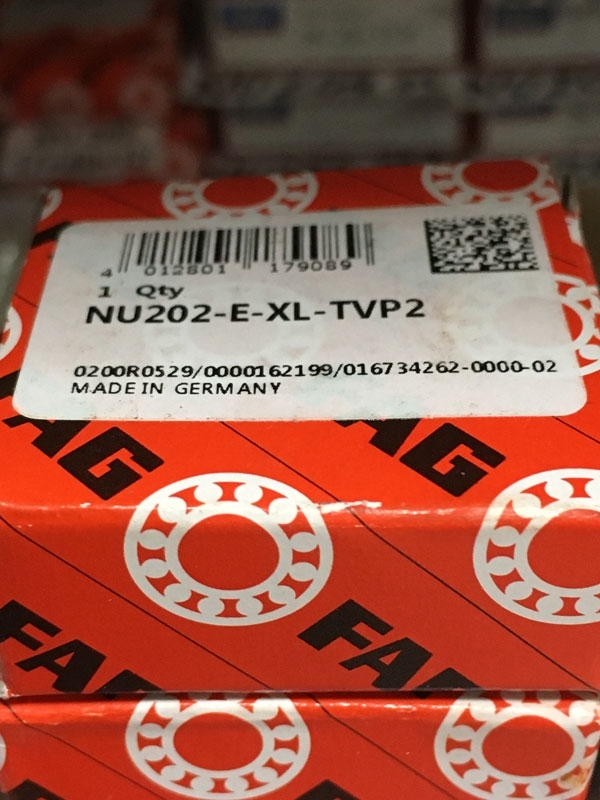 4 012801 179089
1 Qty
NU202-E-XL-TVP2
0200R0529/0000162199/016734262-0000-02
MADE IN GERMANY
FAG
FAG
FAG
FAG